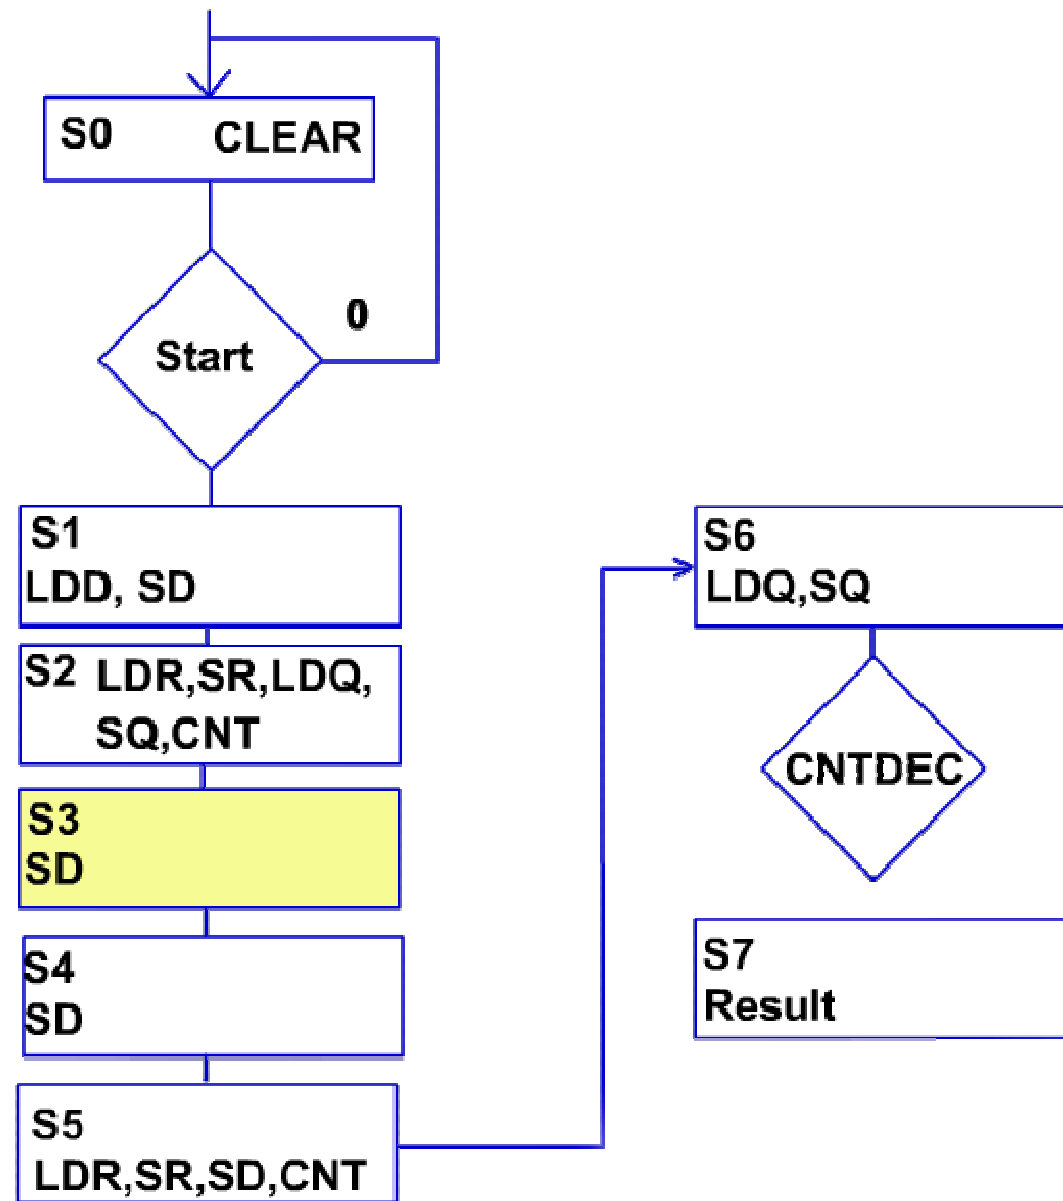 S0 CLEAR
0
Start
S1
LDD, SD
S2 LDR,SR,LDQ,
SQ,CNT
S3
SD
S4
SD
S5
LDR,SR,SD,CNT
S6
LDQ,SQ
CNTDEC
S7
Result